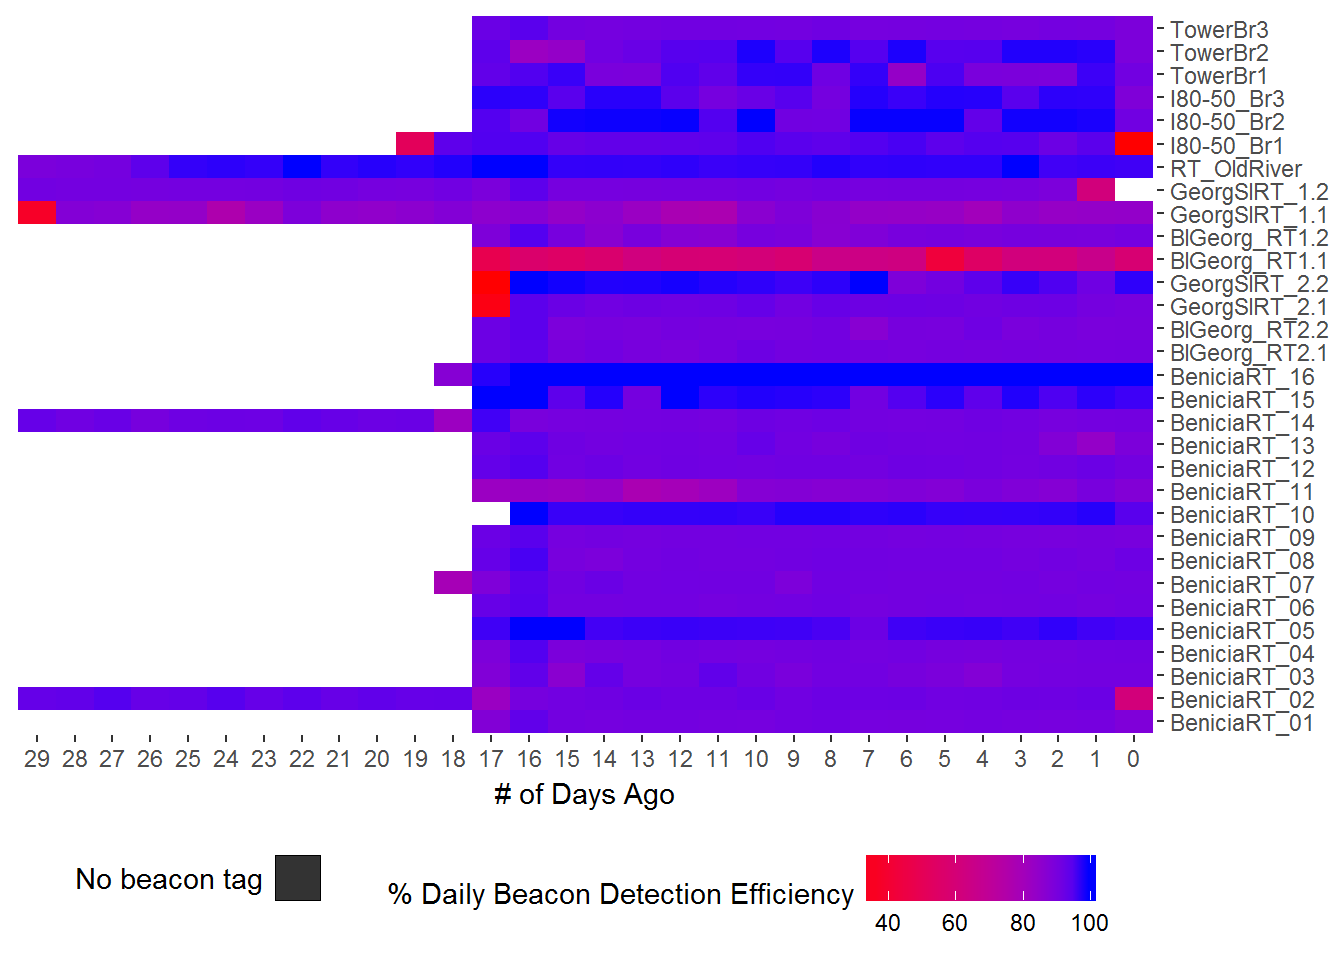 TowerBr3
TowerBr2
TowerBr1
I80-50_Br3
I80-50_Br2
I80-50_Br1
RT_OldRiver
GeorgSlRT_1.2
GeorgSlRT_1.1
BlGeorg_RT1.2
BlGeorg_RT1.1
GeorgSlRT_2.2
GeorgSlRT_2.1
BlGeorg_RT2.2
BlGeorg_RT2.1
BeniciaRT_16
BeniciaRT_15
BeniciaRT_14
BeniciaRT_13
BeniciaRT_12
BeniciaRT_11
BeniciaRT_10
BeniciaRT_09
BeniciaRT_08
BeniciaRT_07
BeniciaRT_06
BeniciaRT_05
BeniciaRT_04
BeniciaRT_03
BeniciaRT_02
BeniciaRT_01
29 28 27 26 25 24 23 22 21 20 19 18 17 16 15 14 13 12 11 10 9 8 7 6 5 4 3 2 1 0
# of Days Ago
No beacon tag
% Daily Beacon Detection Efficiency
40 60 80 100